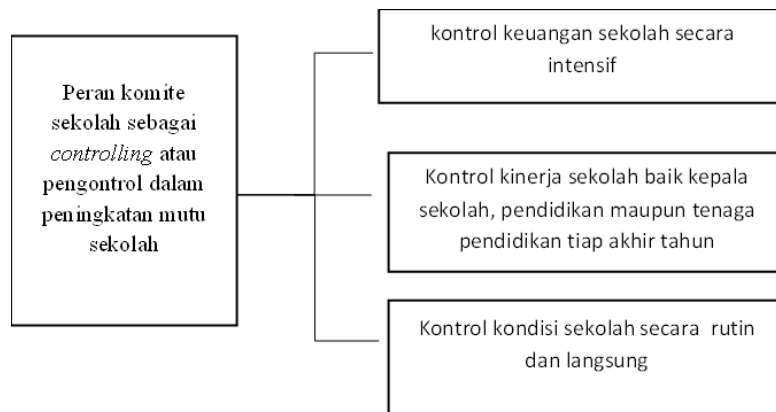 Peran komite
sekolah sebagai
controlling atau
pengontrol dalam
peningkatan mutu
sekolah
kontrol keuangan sekolah secara
intensif
Kontrol kinerja sekolah baik kepala
sekolah, pendidikan maupun tenaga
pendidikan tiap akhir tahun
Kontrol kondisi sekolah secara rutin
dan langsung